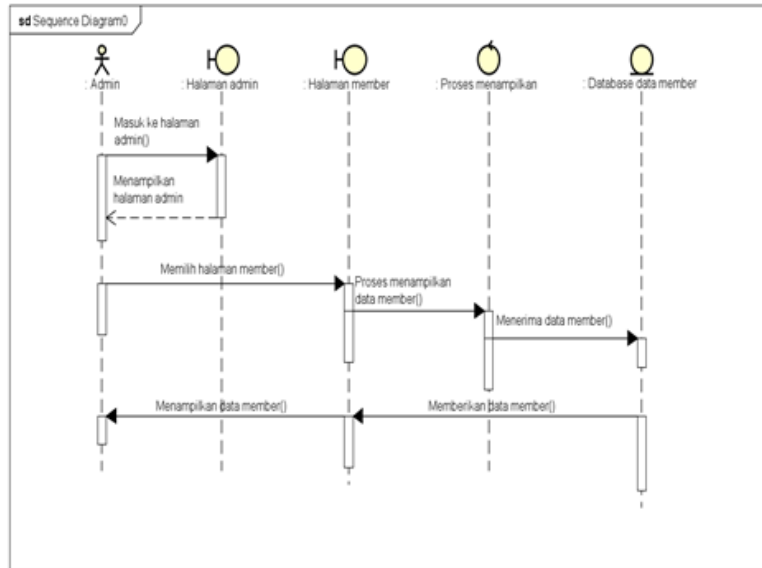 sd Sequence Diagram0
: Admin
: Halaman admin
: Halaman member
: Proses menampilkan
: Database data member
Masuk ke halaman
admin()
Menampilkan
halaman admin
Memilih halaman member()
Proses menampilkan
data member()
Menerima data member()
Menampilkan data member()
Memberikan data member()